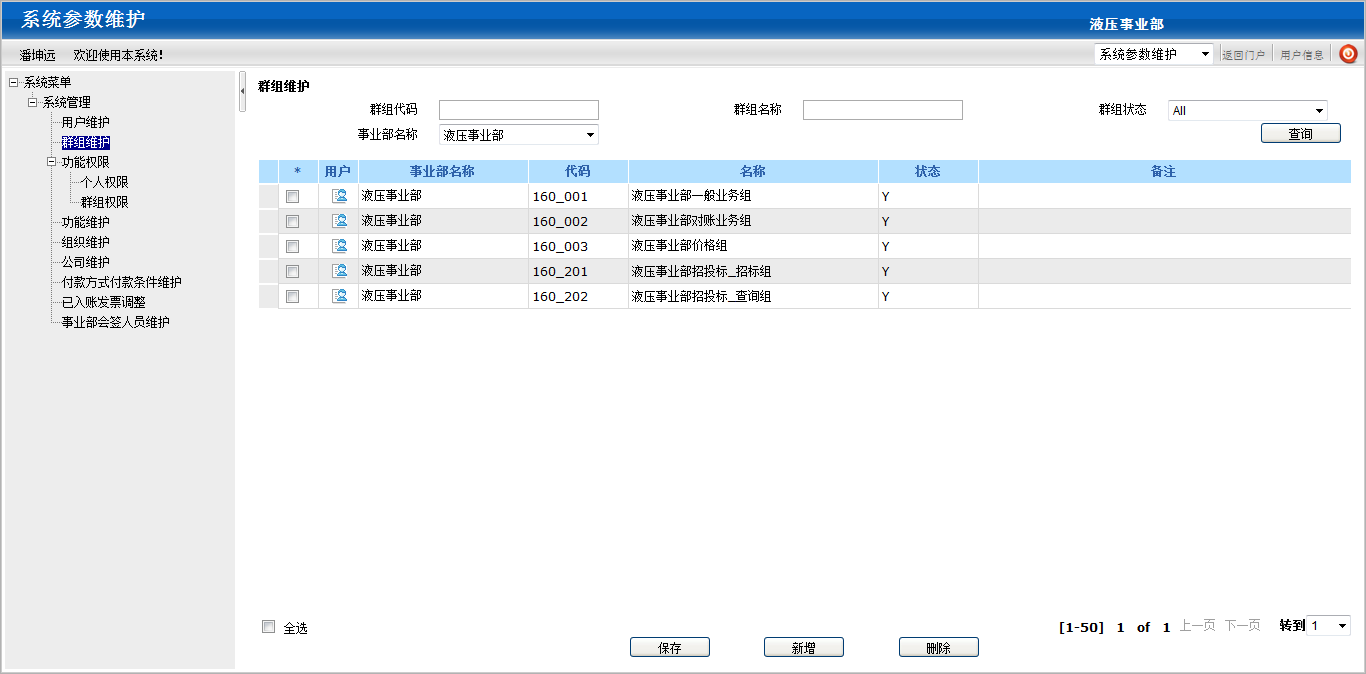 系统参数维护
液压事业部
潘坤远 欢迎使用本系统!
系统参数维护 返回门户 用户信息
系统菜单
系统管理
用户维护
群组维护
功能权限
个人权限
群组权限
功能维护
组织维护
公司维护
付款方式付款条件维护
已入账发票调整
事业部会签人员维护
群组维护
群组代码 群组名称 群组状态 All
事业部名称 液压事业部
查询
* 用户 事业部名称 代码 名称 状态 备注
液压事业部 160_001 液压事业部一般业务组 Y
液压事业部 160_002 液压事业部对账业务组 Y
液压事业部 160_003 液压事业部价格组 Y
液压事业部 160_201 液压事业部招投标_招标组 Y
液压事业部 160_202 液压事业部招投标_查询组 Y
全选
[1-50] 1 of 1 上一页 下一页 转到 1
保存 新增 删除